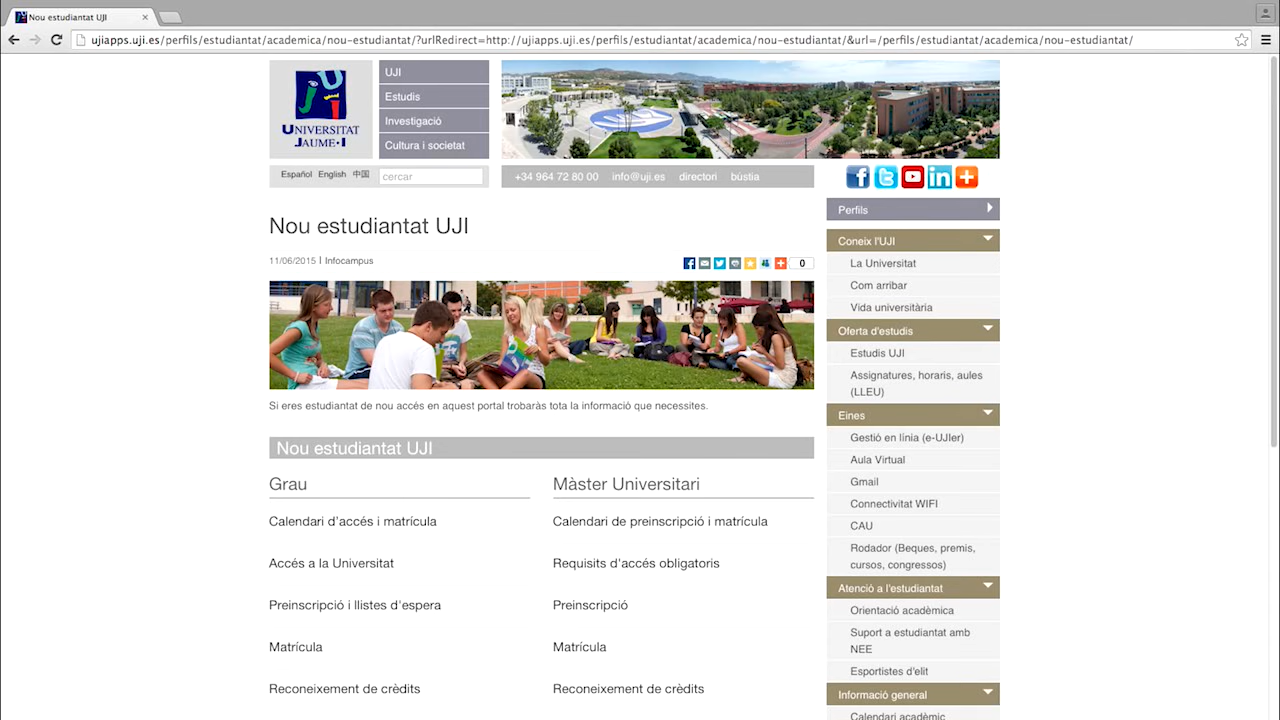 Nou estudiantat UJI
ujiapps.uji.es/perfils/estudiantat/academica/nou-estudiantat/?urlRedirect=http://ujiapps.uji.es/perfils/estudiantat/academica/nou-estudiantat/&url=/perfils/estudiantat/academica/nou-estudiantat/
UNIVERSITAT
JAUME·I
UJI
Estudis
Investigació
Cultura i societat
Español English 中国 cercar
+34 964 72 80 00 info@uji.es directori bústia
Nou estudiantat UJI
11/06/2015 | Infocampus
0
Si eres estudiantat de nou accés en aquest portal trobaràs tota la informació que necessites.
Nou estudiantat UJI
Grau
Calendari d'accés i matrícula
Accés a la Universitat
Preinscripció i llistes d'espera
Matrícula
Reconeixement de crèdits
Màster Universitari
Calendari de preinscripció i matrícula
Requisits d'accés obligatoris
Preinscripció
Matrícula
Reconeixement de crèdits
Perfils
Coneix l'UJI
La Universitat
Com arribar
Vida universitària
Oferta d'estudis
Estudis UJI
Assignatures, horaris, aules
(LLEU)
Eines
Gestió en línia (e-UJIer)
Aula Virtual
Gmail
Connectivitat WIFI
CAU
Rodador (Beques, premis,
cursos, congressos)
Atenció a l'estudiantat
Orientació acadèmica
Suport a estudiantat amb
NEE
Esportistes d'elit
Informació general
Calendari acadèmic